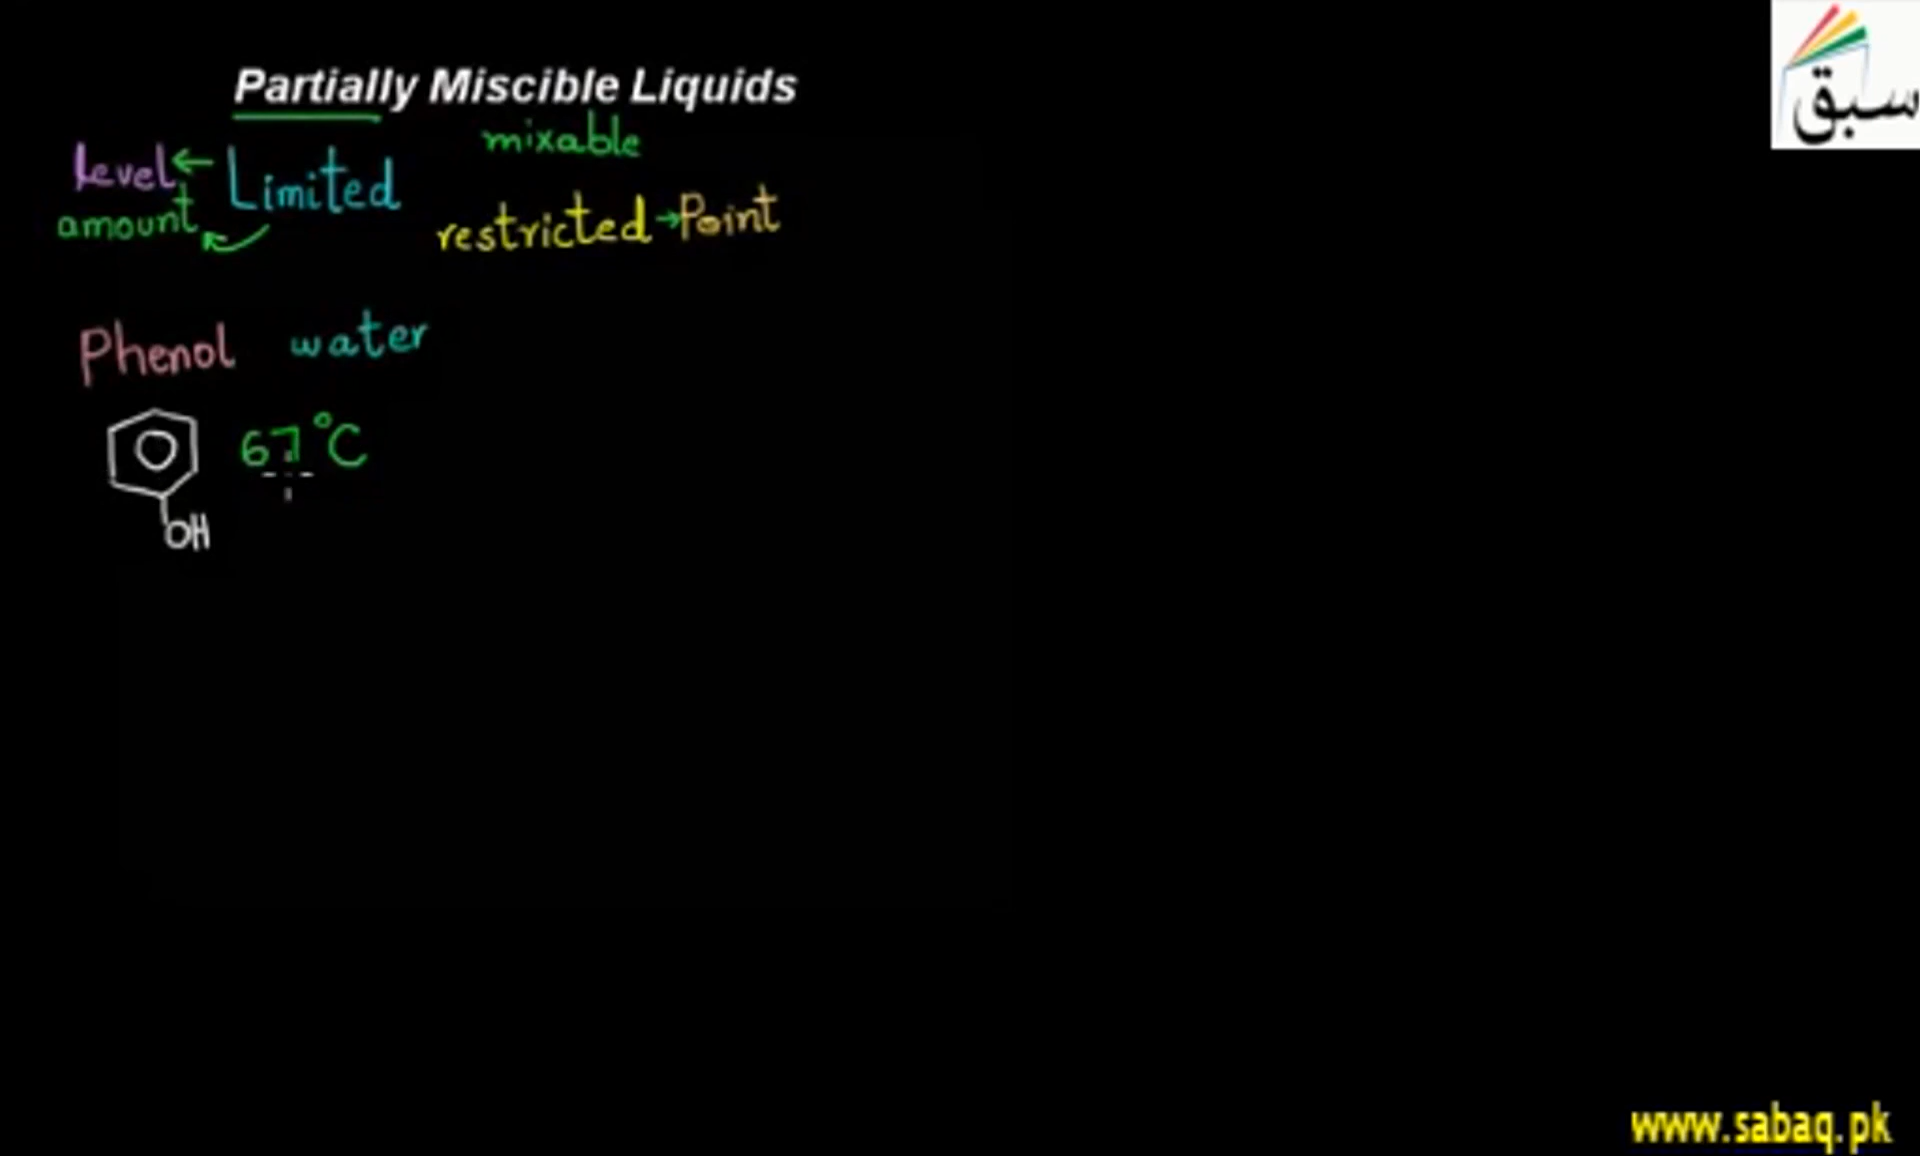 Partially Miscible Liquids
mixable
level ← Limited
amount
restricted → Point
Phenol water
67°C
OH
سبق
www.sabaq.pk